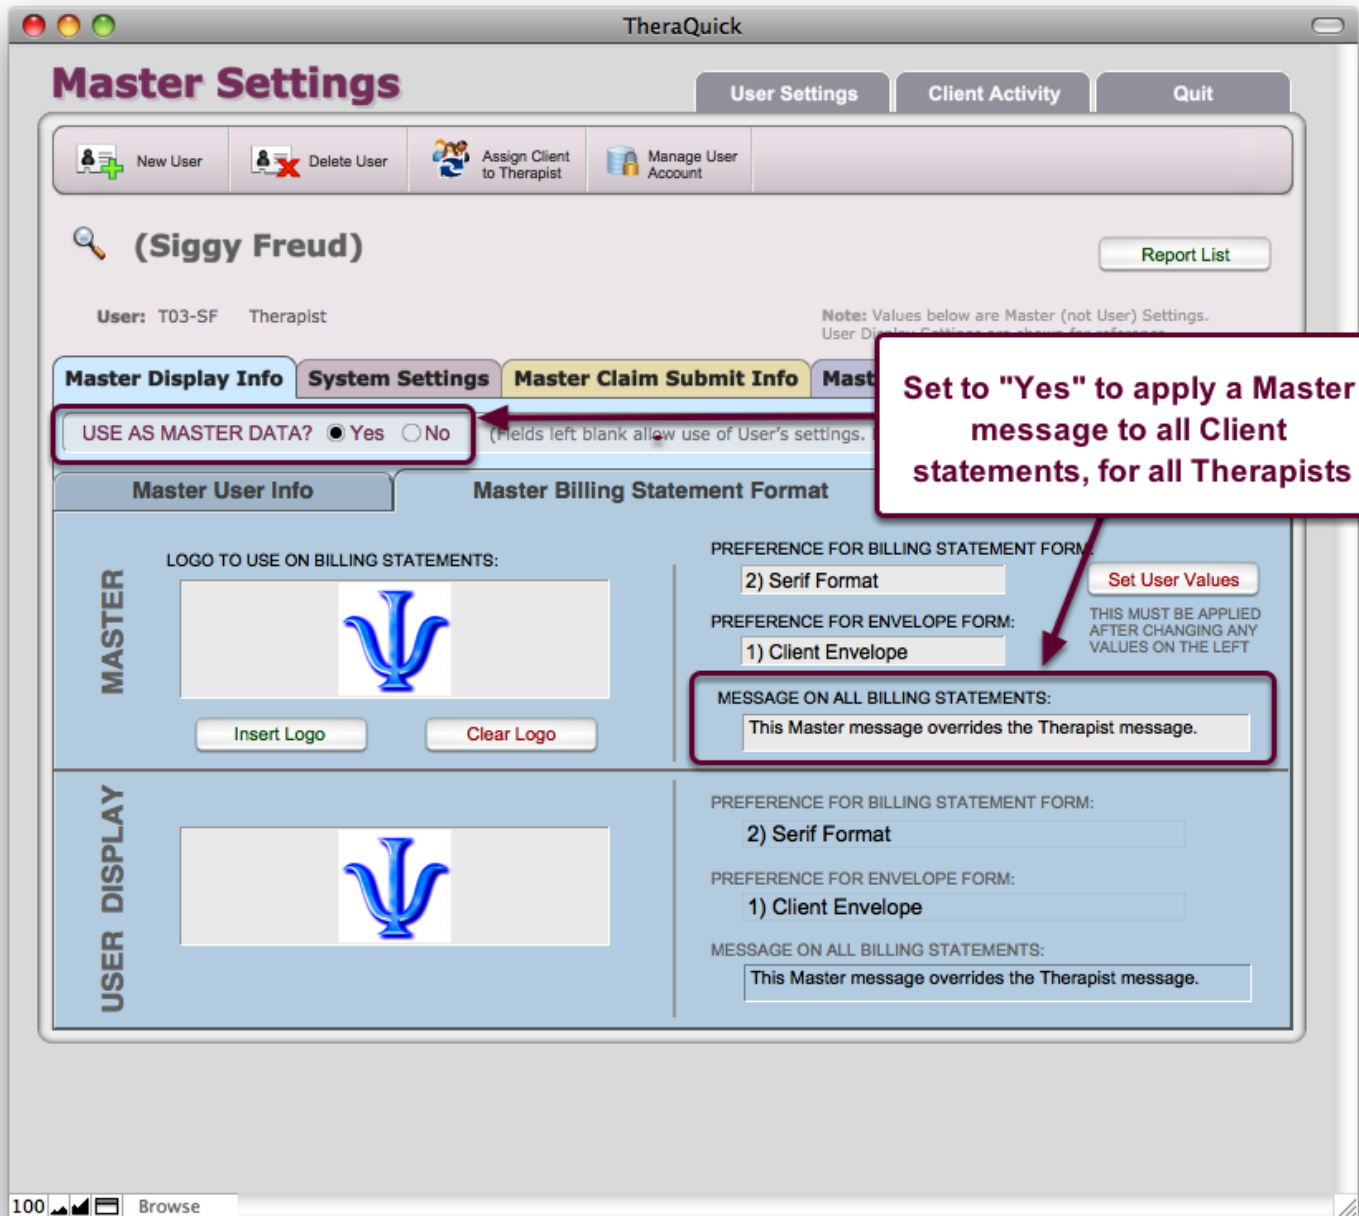 TheraQuick
Master Settings
User Settings
Client Activity
Quit
New User
Delete User
Assign Client
to Therapist
Manage User
Account
(Siggy Freud)
Report List
User: T03-SF Therapist
Note: Values below are Master (not User) Settings.
User Display Settings are shown for reference
Master Display Info
System Settings
Master Claim Submit Info
Mast
Set to "Yes" to apply a Master
message to all Client
statements, for all Therapists
USE AS MASTER DATA? Yes No
(Fields left blank allow use of User's settings.
Master User Info
Master Billing Statement Format
MASTER
LOGO TO USE ON BILLING STATEMENTS:
Insert Logo
Clear Logo
PREFERENCE FOR BILLING STATEMENT FORM:
2) Serif Format
Set User Values
THIS MUST BE APPLIED
AFTER CHANGING ANY
VALUES ON THE LEFT
PREFERENCE FOR ENVELOPE FORM:
1) Client Envelope
MESSAGE ON ALL BILLING STATEMENTS:
This Master message overrides the Therapist message.
USER DISPLAY
PREFERENCE FOR BILLING STATEMENT FORM:
2) Serif Format
PREFERENCE FOR ENVELOPE FORM:
1) Client Envelope
MESSAGE ON ALL BILLING STATEMENTS:
This Master message overrides the Therapist message.
100 Browse